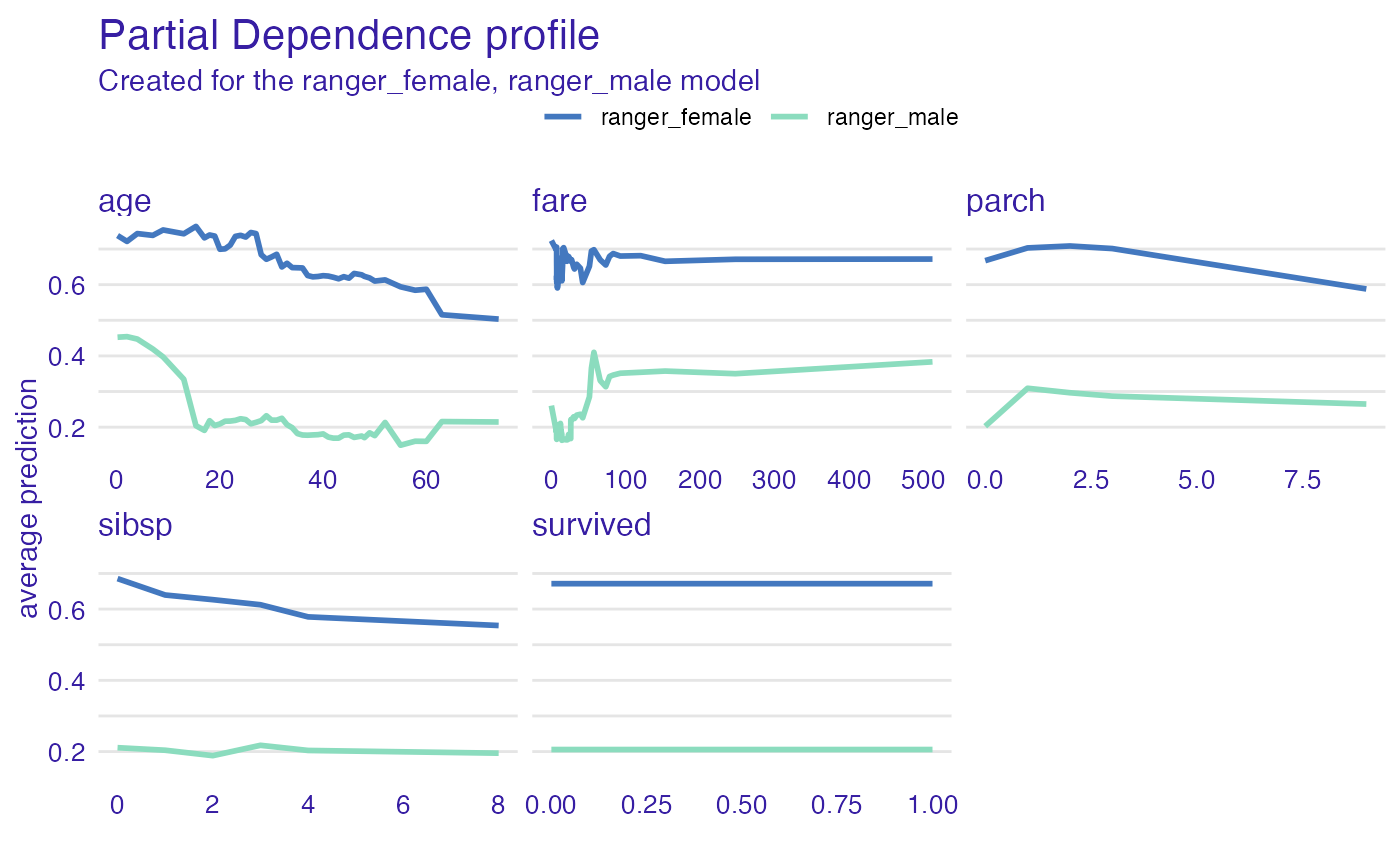 Partial Dependence profile
Created for the ranger_female, ranger_male model
ranger_female ranger_male
age fare parch
0.6
0.4
0.2
0 20 40 60 0 100 200 300 400 500 0.0 2.5 5.0 7.5
average prediction
sibsp survived
0.6
0.4
0.2
0 2 4 6 8 0.00 0.25 0.50 0.75 1.00